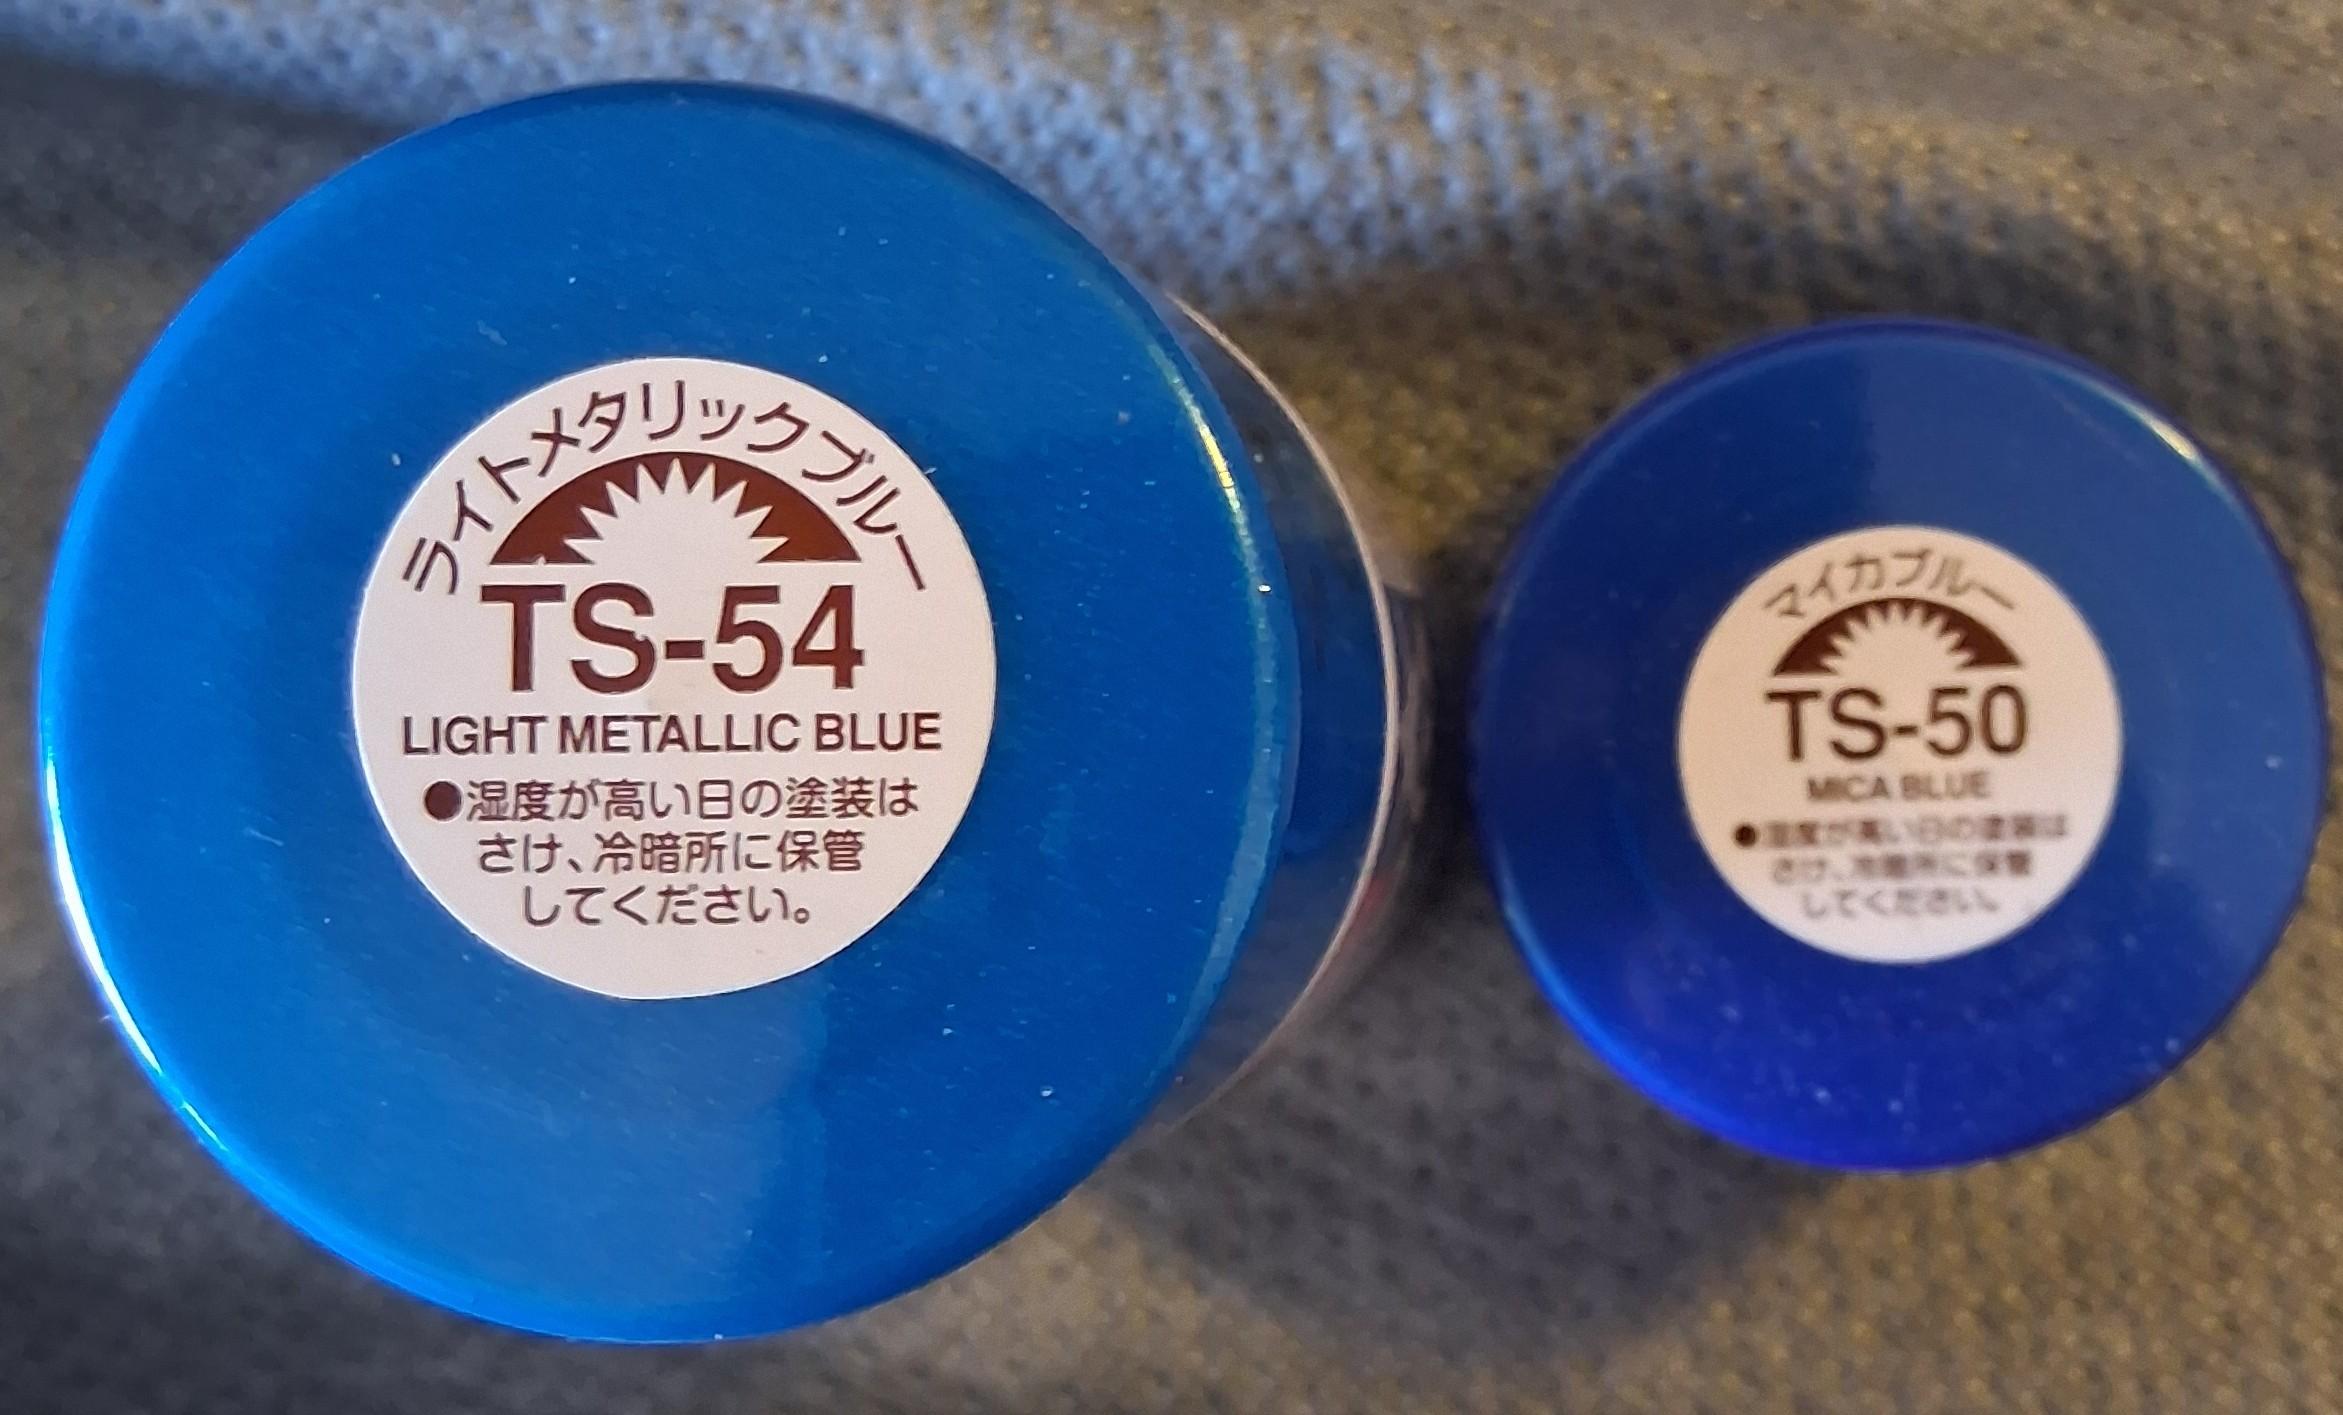 ライトメタリックブルー
TS-54
LIGHT METALLIC BLUE
●湿度が高い日の塗装は
さけ、冷暗所に保管
してください。
マイカブルー
TS-50
MICA BLUE
●湿度が高い日の塗装は
さけ、冷暗所に保管
してください。